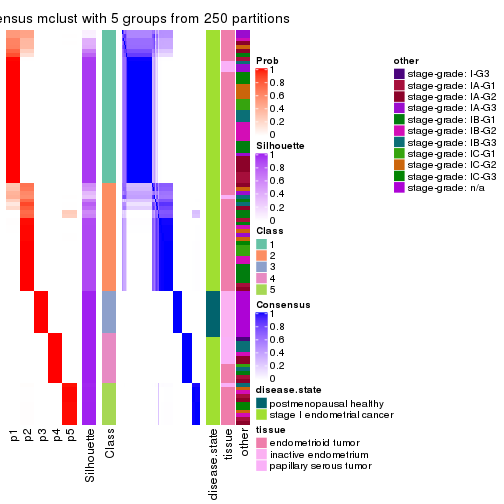 ensus mclust with 5 groups from 250 partitions
Prob
1
0.8
0.6
0.4
0.2
0
Silhouette
1
0.8
0.6
0.4
0.2
0
Class
1
2
3
4
5
Consensus
1
0.8
0.6
0.4
0.2
0
disease.state
postmenopausal healthy
stage I endometrial cancer
tissue
endometrioid tumor
inactive endometrium
papillary serous tumor
other
stage-grade: I-G3
stage-grade: IA-G1
stage-grade: IA-G2
stage-grade: IA-G3
stage-grade: IB-G1
stage-grade: IB-G2
stage-grade: IB-G3
stage-grade: IC-G1
stage-grade: IC-G2
stage-grade: IC-G3
stage-grade: n/a
p1
p2
p3
p4
p5
Silhouette
Class
disease.state
tissue
other